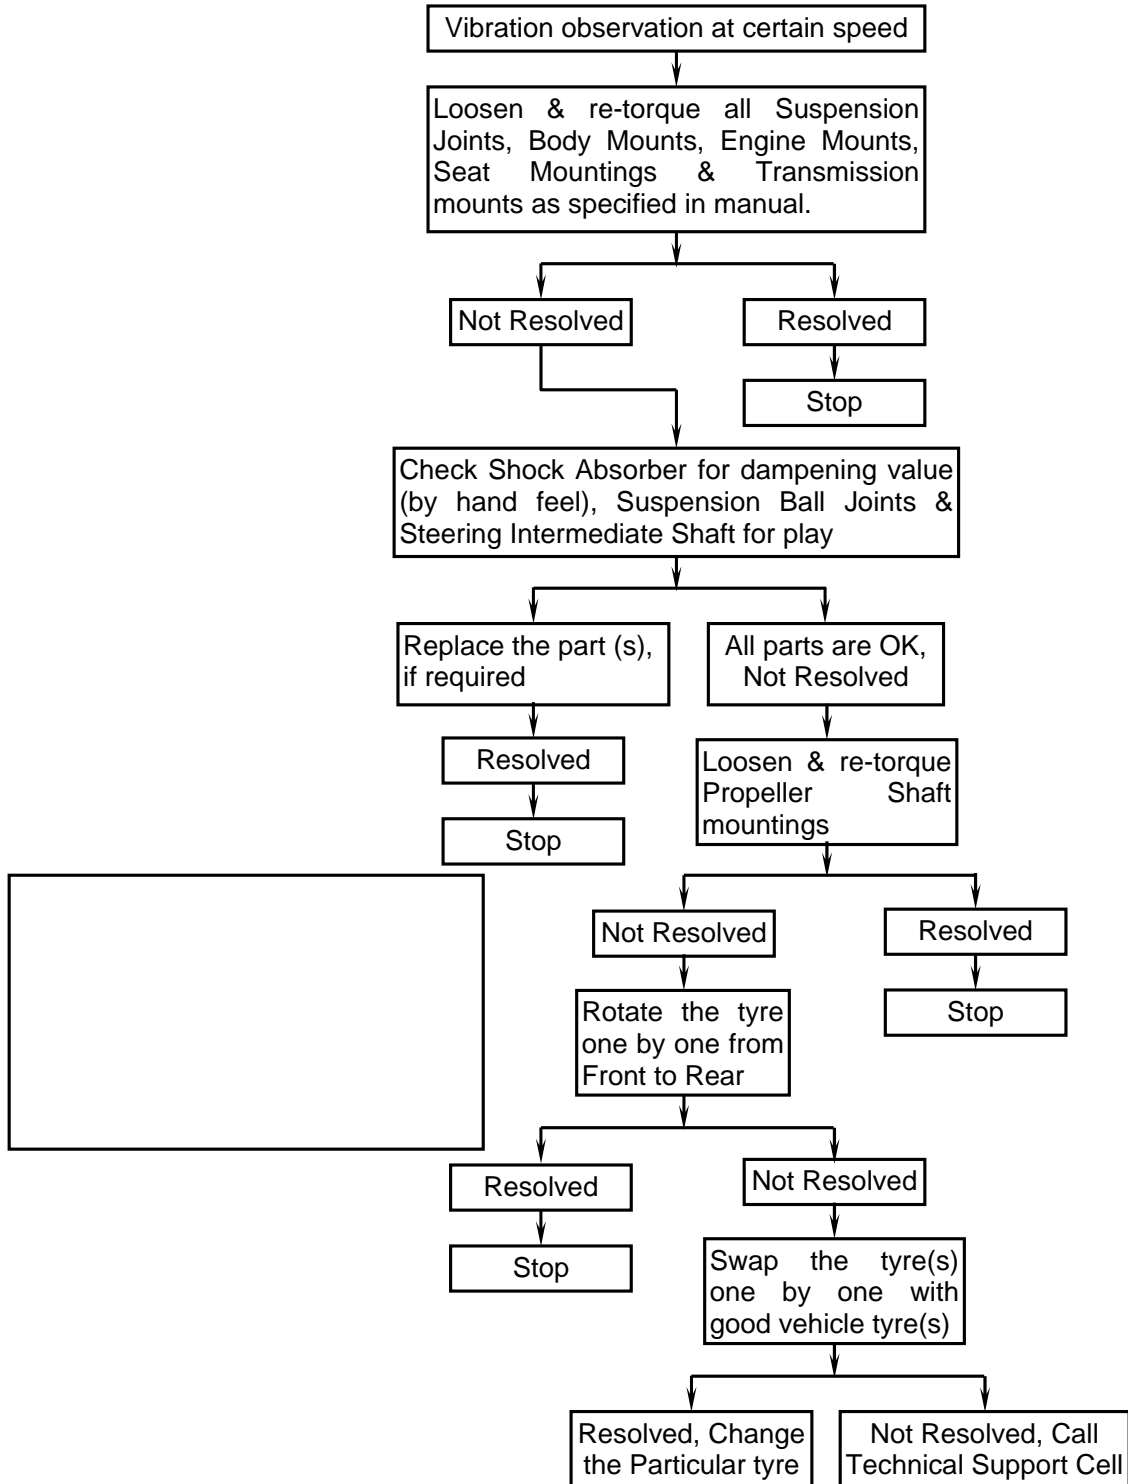 Vibration observation at certain speed
Loosen & re-torque all Suspension
Joints, Body Mounts, Engine Mounts,
Seat Mountings & Transmission
mounts as specified in manual.
Not Resolved
Resolved
Stop
Check Shock Absorber for dampening value
(by hand feel), Suspension Ball Joints &
Steering Intermediate Shaft for play
Replace the part (s),
if required
All parts are OK,
Not Resolved
Resolved
Stop
Loosen & re-torque
Propeller Shaft
mountings
Not Resolved
Resolved
Stop
Rotate the tyre
one by one from
Front to Rear
Resolved
Stop
Not Resolved
Swap the tyre(s)
one by one with
good vehicle tyre(s)
Resolved, Change
the Particular tyre
Not Resolved, Call
Technical Support Cell